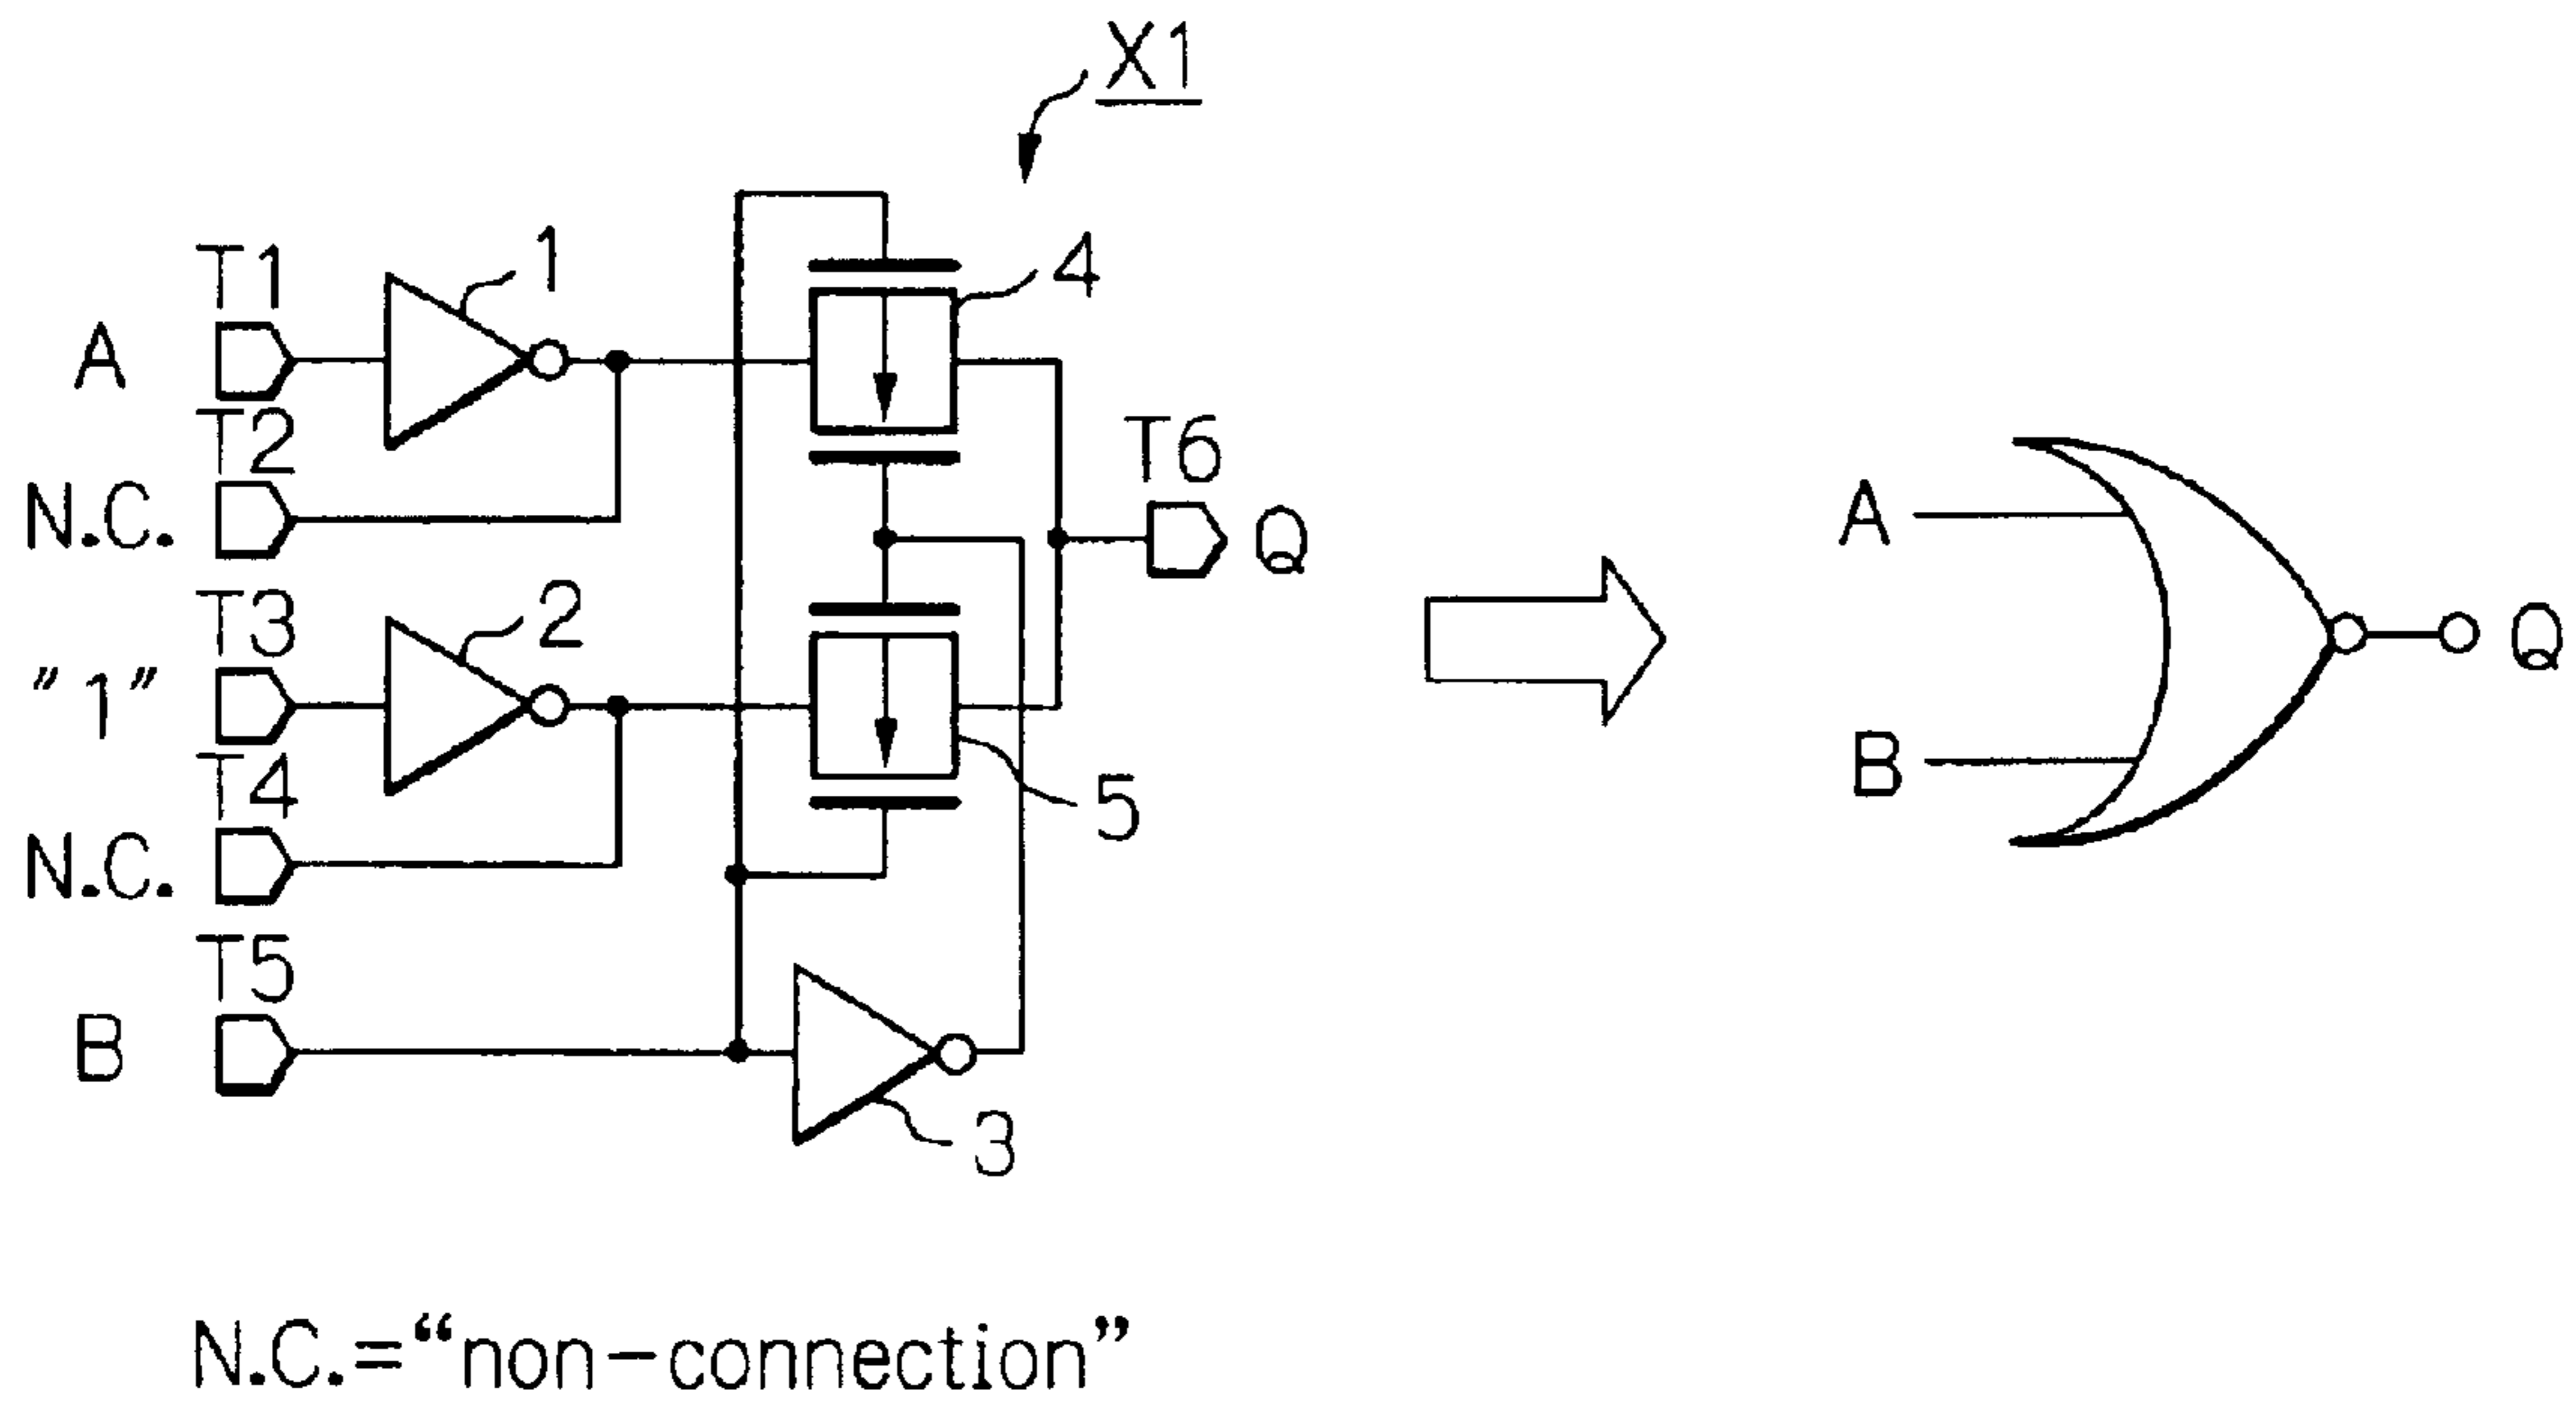 X1
T1
1
4
A
T2
T6
N.C.
Q
A
T3
2
"1"
Q
T4
5
B
N.C.
T5
B
3
N.C.=“non-connection”